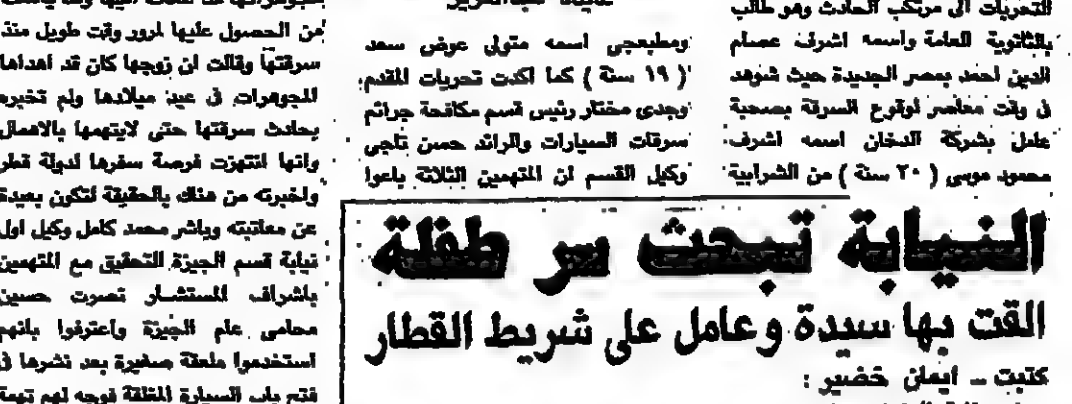 التحريات الى مرتكب الحادث وهو طالب
بالثانوية العامة واسمه اشرف عصام
الدين احمد بمصر الجديدة حيث شوهد
فى وقت معاصر لوقوع السرقة بصحبة
عامل بشركة الدخان اسمه اشرف
محمود موسى ( ٢٠ سنة ) من الشرابية
ومطبعجى اسمه متولى عوض سعد
( ١٩ سنة ) كما اكدت تحريات المقدم
وجدى مختار رئيس قسم مكافحة جرائم
سرقات السيارات والرائد حسن تاجى
وكيل القسم ان المتهمين الثلاثة باعوا
من الحصول عليها لمرور وقت طويل منذ
سرقتها وقالت ان زوجها كان قد اهداها
المجوهرات فى عيد ميلادها ولم تخبره
بحادث سرقتها حتى لايتهمها بالاهمال
وانها انتهزت فرصة سفرها لدولة قطر
واخبرته من هناك بالحقيقة لتكون بعيدة
عن معاتبته وباشر محمد كامل وكيل اول
نيابة قسم الجيزة التحقيق مع المتهمين
باشراف المستشار نصرت حسين
محامى عام الجيزة واعترفوا بانهم
استخدموا ملعقة صغيرة بعد نشرها فى
فتح باب السيارة المغلقة فوجه لهم تهمة
النيابة تبحث سر طفلة
القت بها سيدة وعامل على شريط القطار
كتبت ــ ايمان خضير :